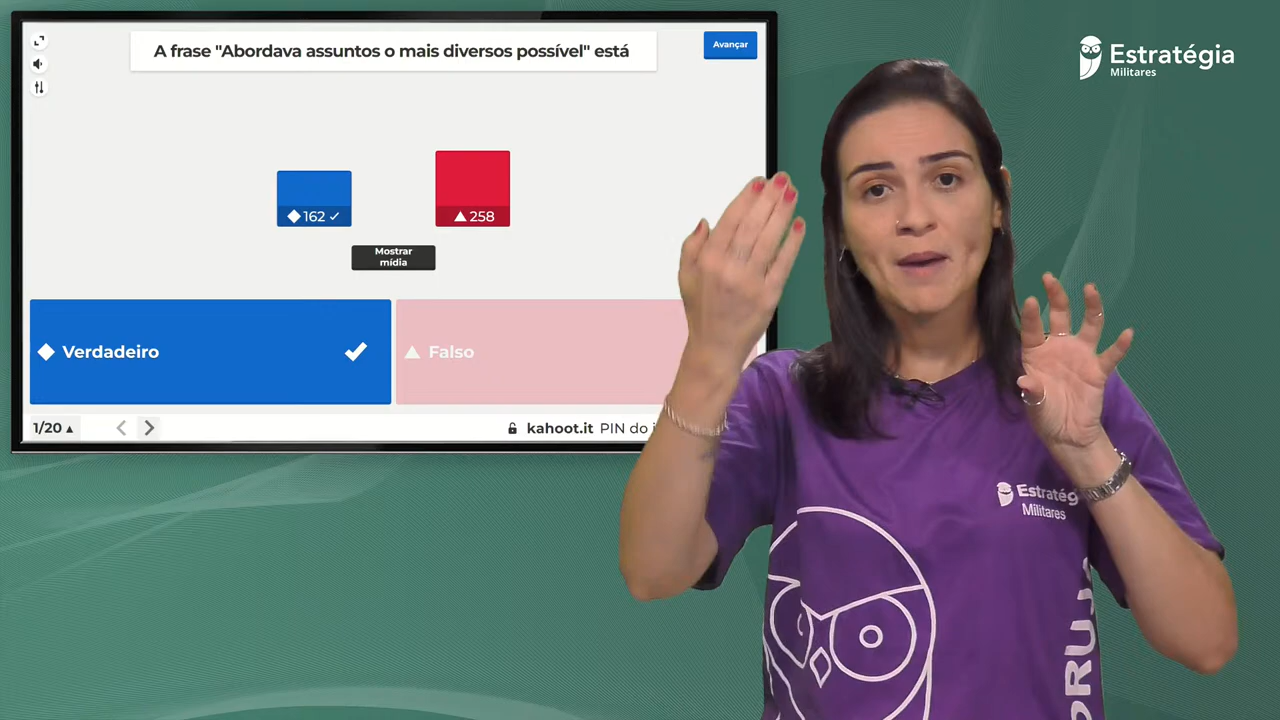 A frase "Abordava assuntos o mais diversos possível" está
Avançar
Estratégia
Militares
162
258
Mostrar
mídia
Verdadeiro
Falso
1/20
kahoot.it PIN do
Militares